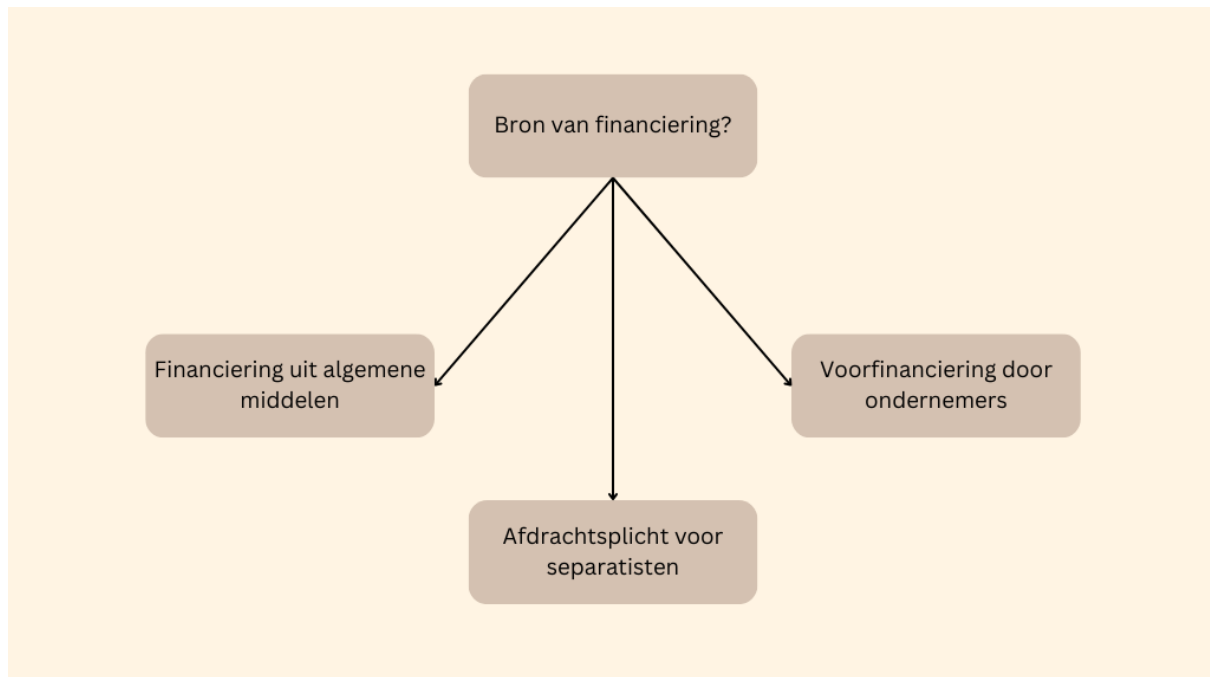 Bron van financiering?
Financiering uit algemene
middelen
Voorfinanciering door
ondernemers
Afdrachtsplicht voor
separatisten